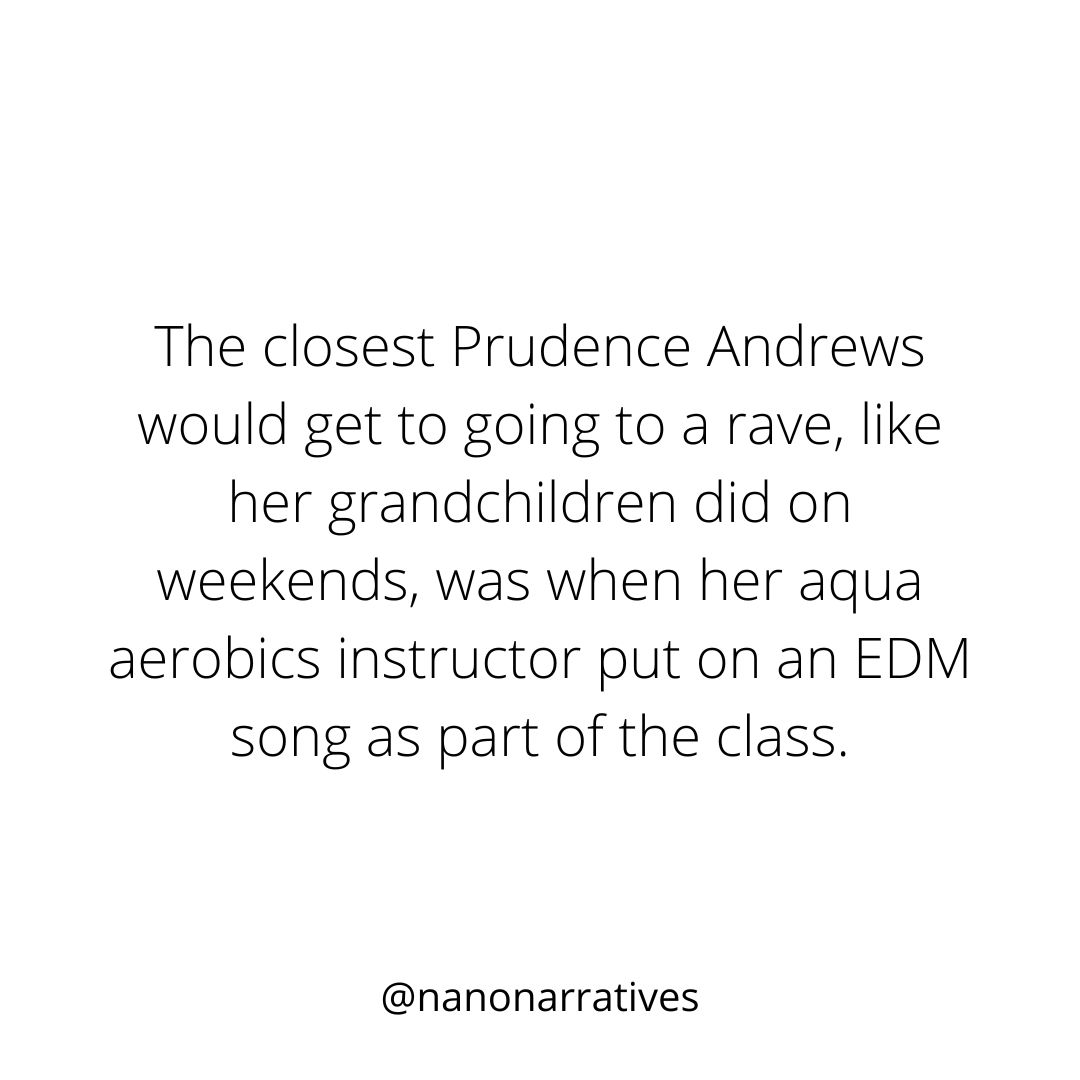 The closest Prudence Andrews
would get to going to a rave, like
her grandchildren did on
weekends, was when her aqua
aerobics instructor put on an EDM
song as part of the class.
@nanonarratives